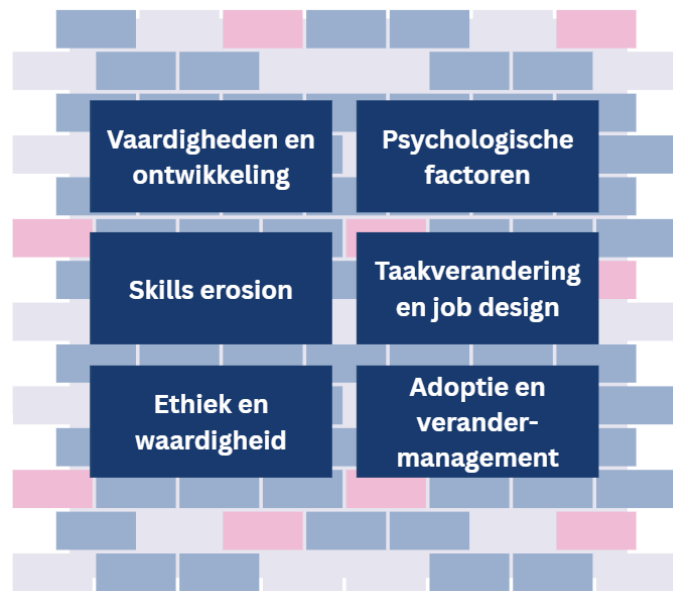 Vaardigheden en
ontwikkeling
Psychologische
factoren
Skills erosion
Taakverandering
en job design
Ethiek en
waardigheid
Adoptie en
verander-
management